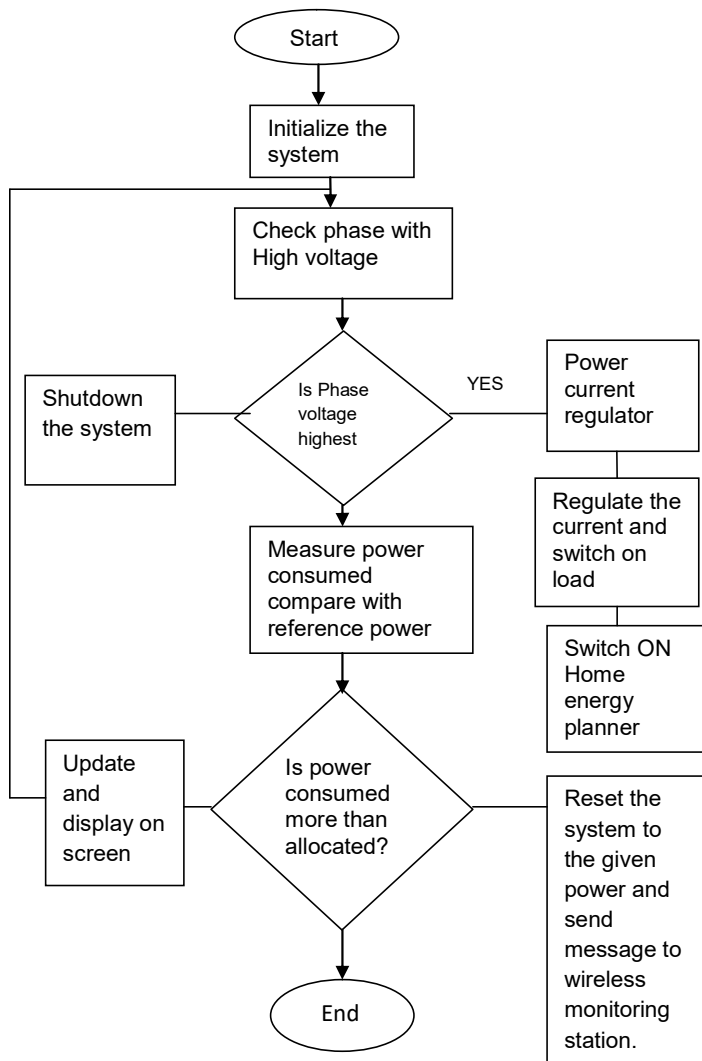 Start
Initialize the
system
Check phase with
High voltage
Shutdown
the system
Is Phase
voltage
highest
YES
Power
current
regulator
Regulate the
current and
switch on
load
Measure power
consumed
compare with
reference power
Switch ON
Home
energy
planner
Update
and
display on
screen
Is power
consumed
more than
allocated?
Reset the
system to
the given
power and
send
message to
wireless
monitoring
station.
End